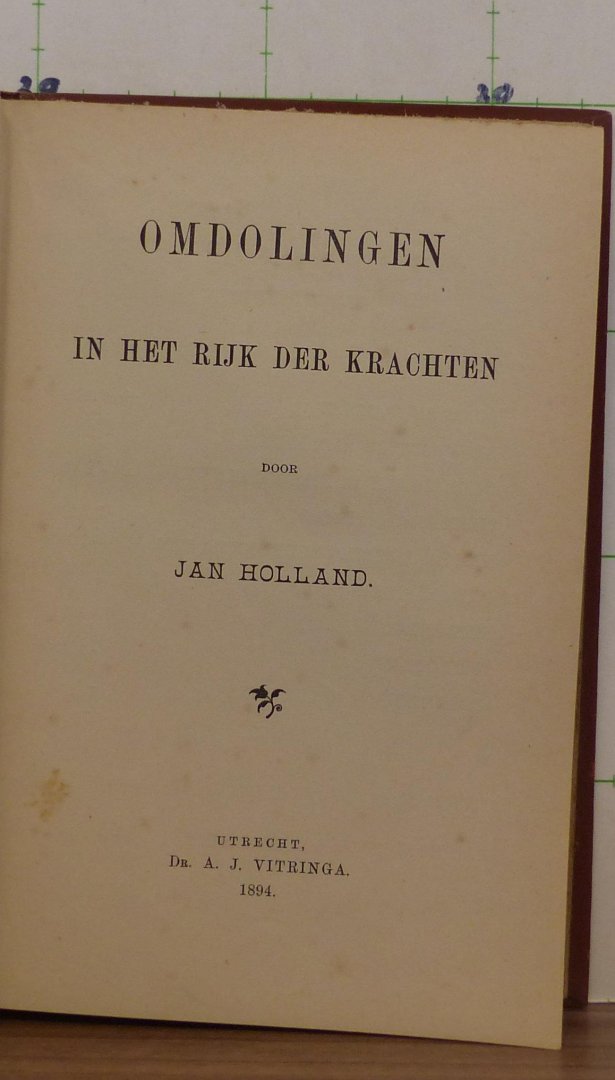 OMDOLINGEN
IN HET RIJK DER KRACHTEN
DOOR
JAN HOLLAND.
UTRECHT,
DR. A. J. VITRINGA.
1894.